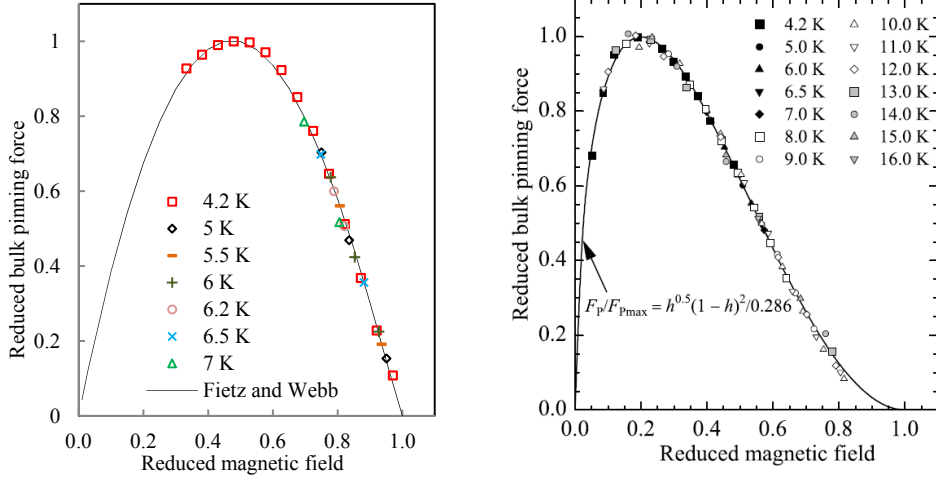 Reduced bulk pinning force
1
0.8
0.6
0.4
0.2
0
0.0 0.2 0.4 0.6 0.8 1.0
Reduced magnetic field
4.2 K
5 K
5.5 K
6 K
6.2 K
6.5 K
7 K
Fietz and Webb
Reduced bulk pinning force
1.0
0.8
0.6
0.4
0.2
0.0
0.0 0.2 0.4 0.6 0.8 1.0
Reduced magnetic field
4.2 K 10.0 K
5.0 K 11.0 K
6.0 K 12.0 K
6.5 K 13.0 K
7.0 K 14.0 K
8.0 K 15.0 K
9.0 K 16.0 K
F_P/F_Pmax = h^0.5(1 − h)^2/0.286